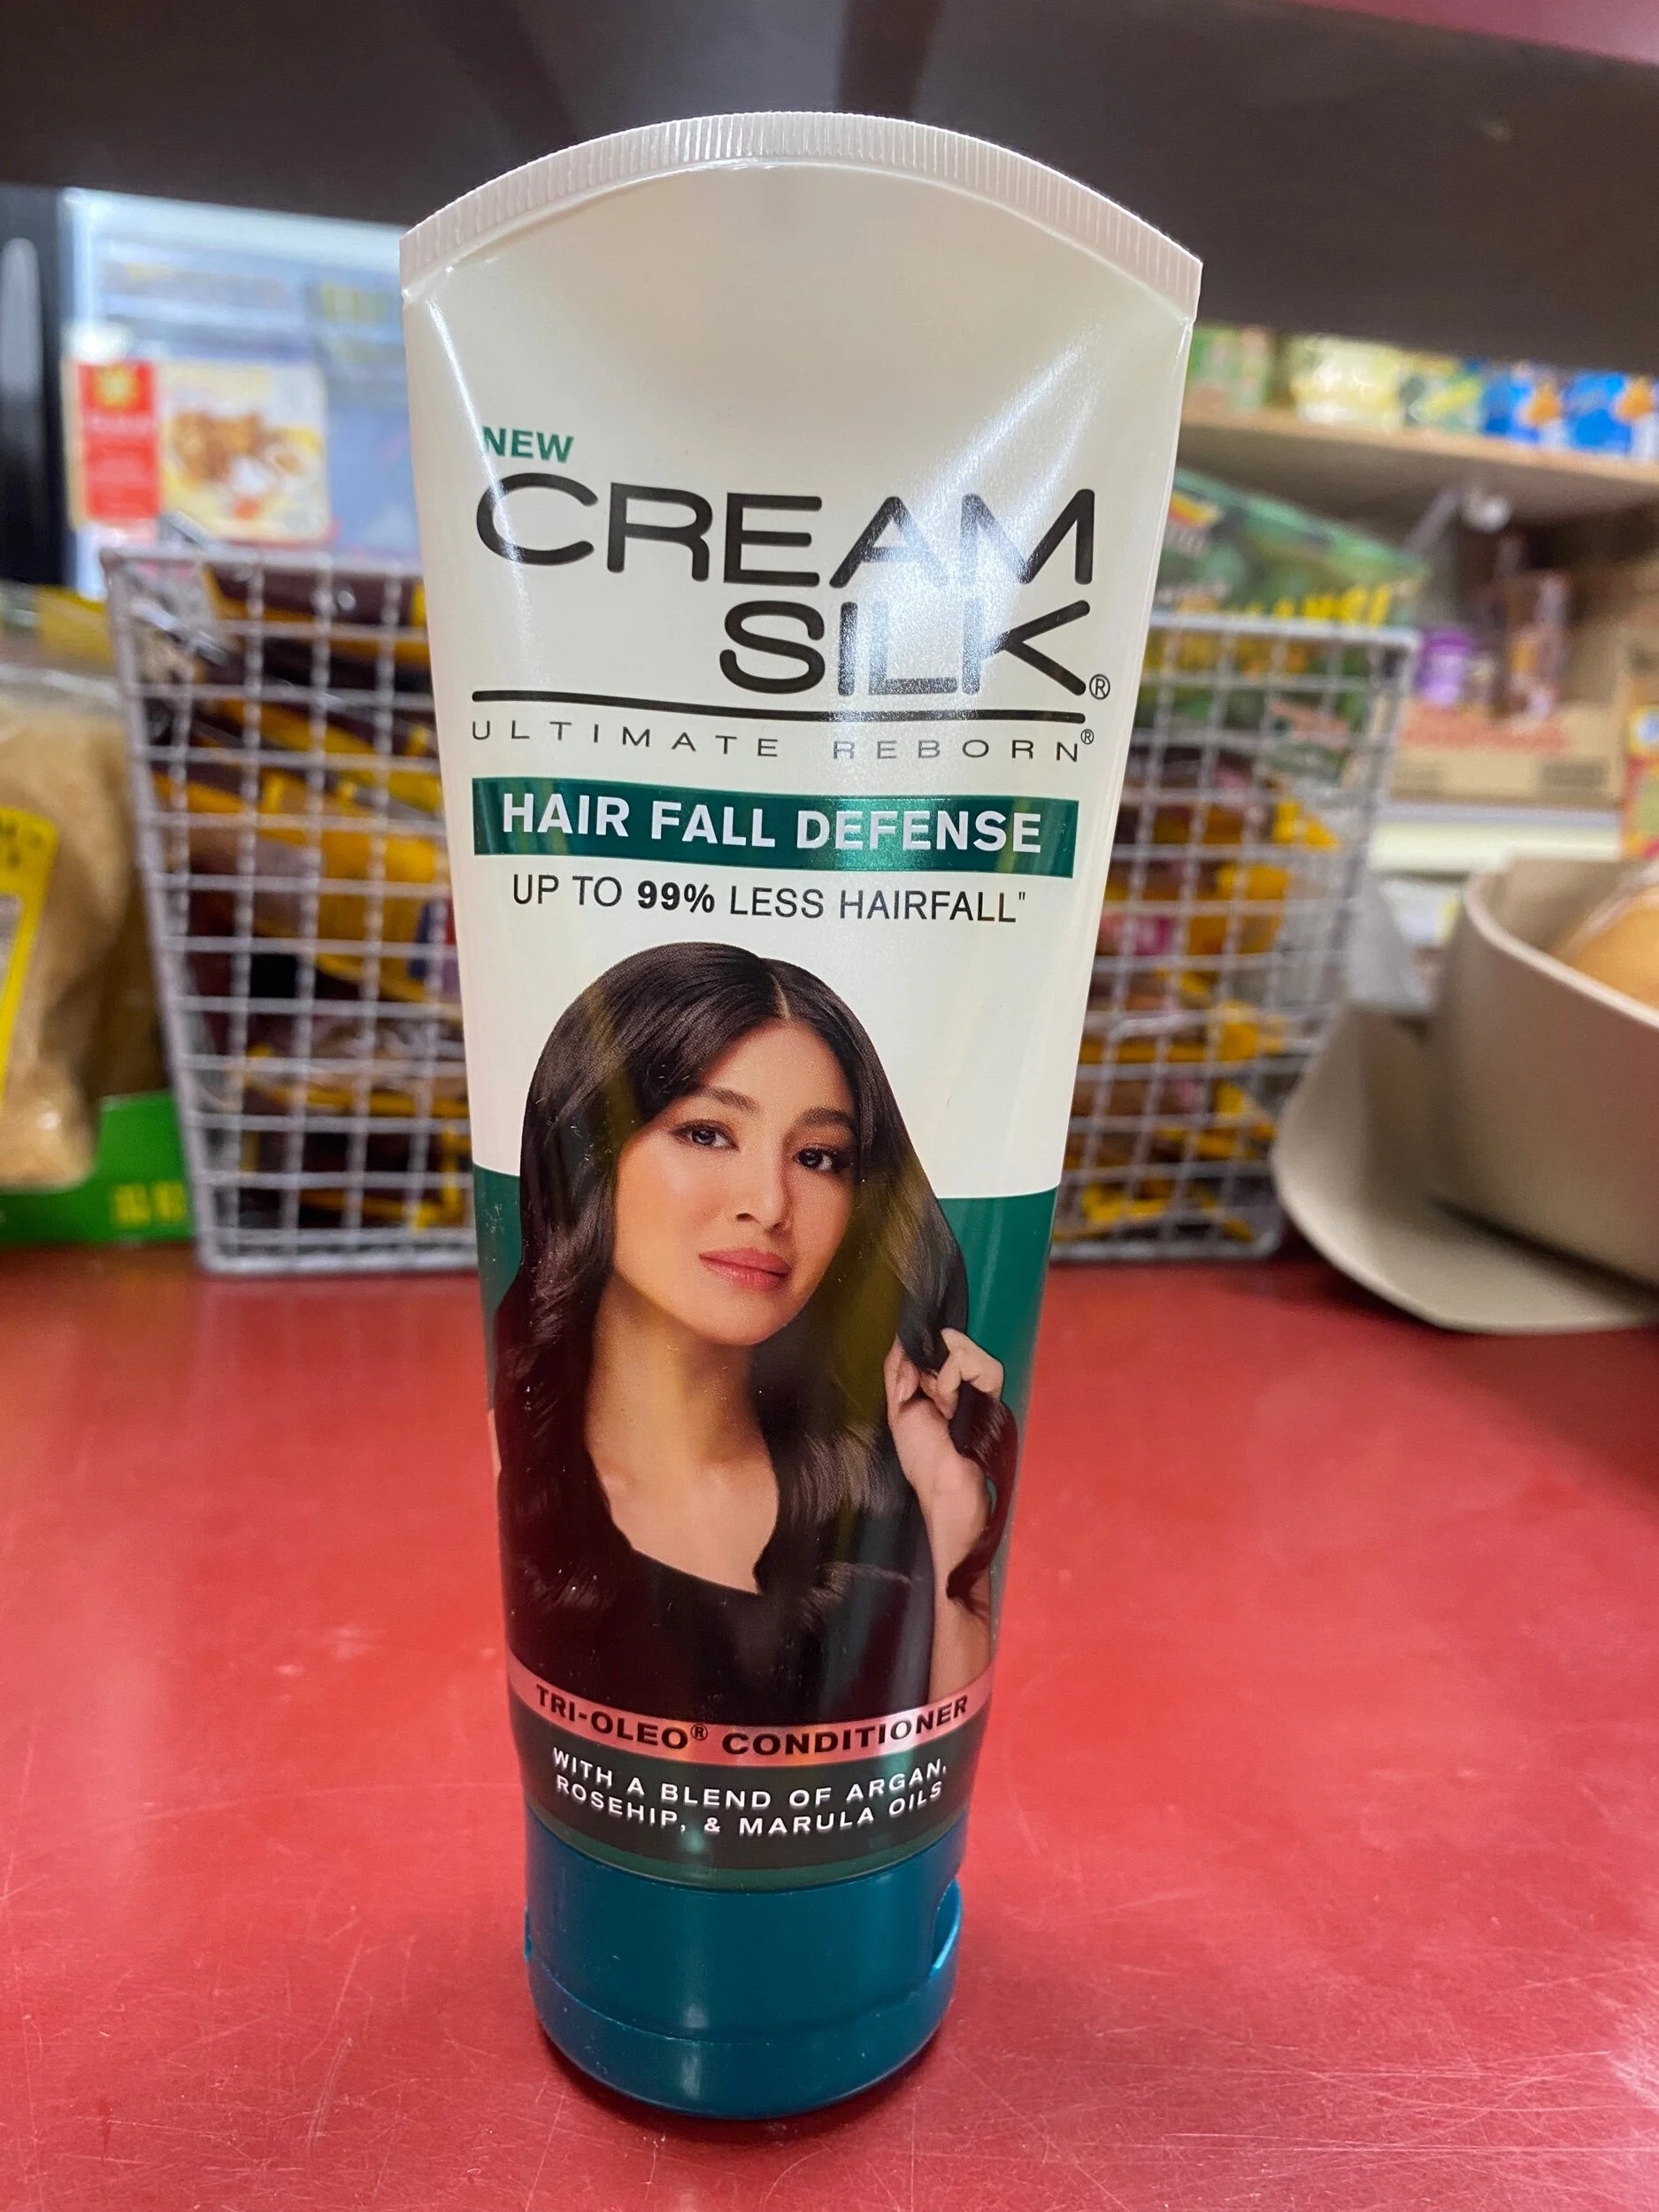 NEW
CREAM
SILK®
ULTIMATE REBORN®
HAIR FALL DEFENSE
UP TO 99% LESS HAIRFALL"
TRI-OLEO® CONDITIONER
WITH A BLEND OF ARGAN,
ROSEHIP, & MARULA OILS